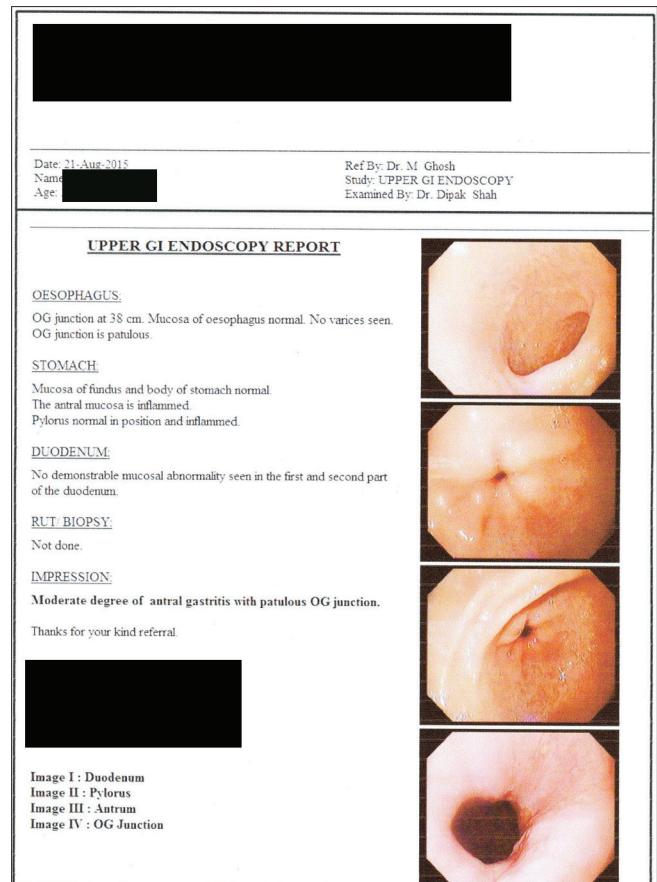 Date: 21-Aug-2015
Name
Age:
Ref By: Dr. M Ghosh
Study: UPPER GI ENDOSCOPY
Examined By: Dr. Dipak Shah
UPPER GI ENDOSCOPY REPORT
OESOPHAGUS:
OG junction at 38 cm. Mucosa of oesophagus normal. No varices seen.
OG junction is patulous.
STOMACH:
Mucosa of fundus and body of stomach normal.
The antral mucosa is inflammed.
Pylorus normal in position and inflammed.
DUODENUM:
No demonstrable mucosal abnormality seen in the first and second part
of the duodenum.
RUT/ BIOPSY:
Not done.
IMPRESSION:
Moderate degree of antral gastritis with patulous OG junction.
Thanks for your kind referral.
Image I : Duodenum
Image II : Pylorus
Image III : Antrum
Image IV : OG Junction